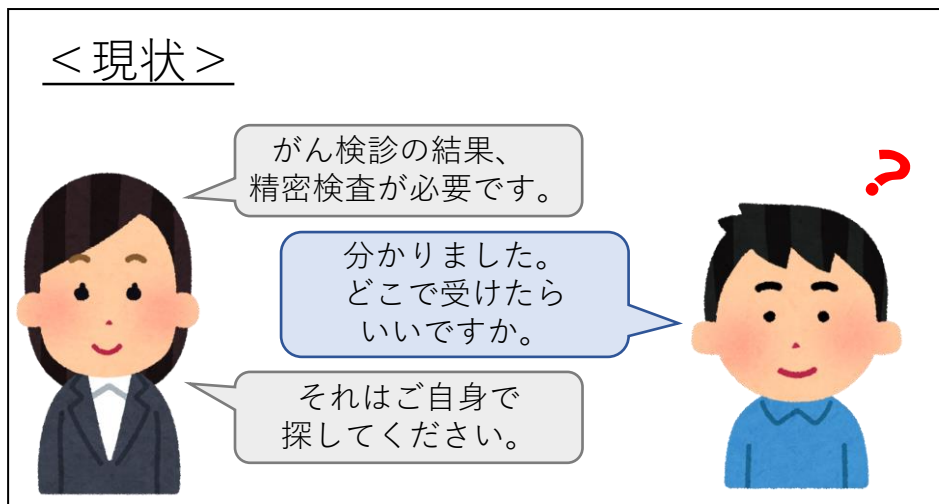 ＜現状＞
がん検診の結果、
精密検査が必要です。
?
分かりました。
どこで受けたら
いいですか。
それはご自身で
探してください。